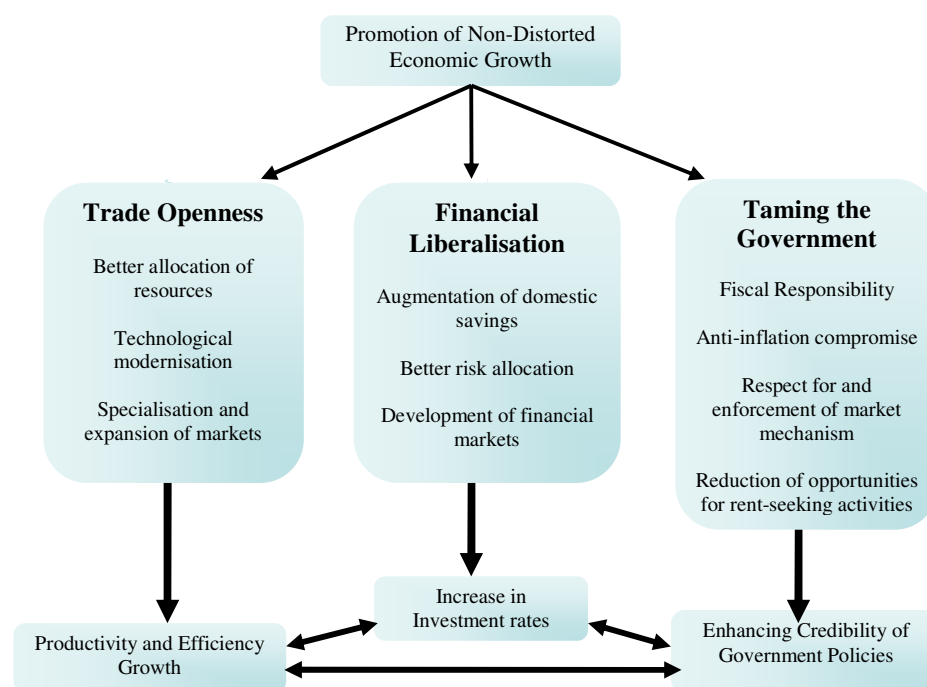 Promotion of Non-Distorted
Economic Growth
Trade Openness
Better allocation of
resources
Technological
modernisation
Specialisation and
expansion of markets
Financial
Liberalisation
Augmentation of domestic
savings
Better risk allocation
Development of financial
markets
Taming the
Government
Fiscal Responsibility
Anti-inflation compromise
Respect for and
enforcement of market
mechanism
Reduction of opportunities
for rent-seeking activities
Increase in
Investment rates
Productivity and Efficiency
Growth
Enhancing Credibility of
Government Policies